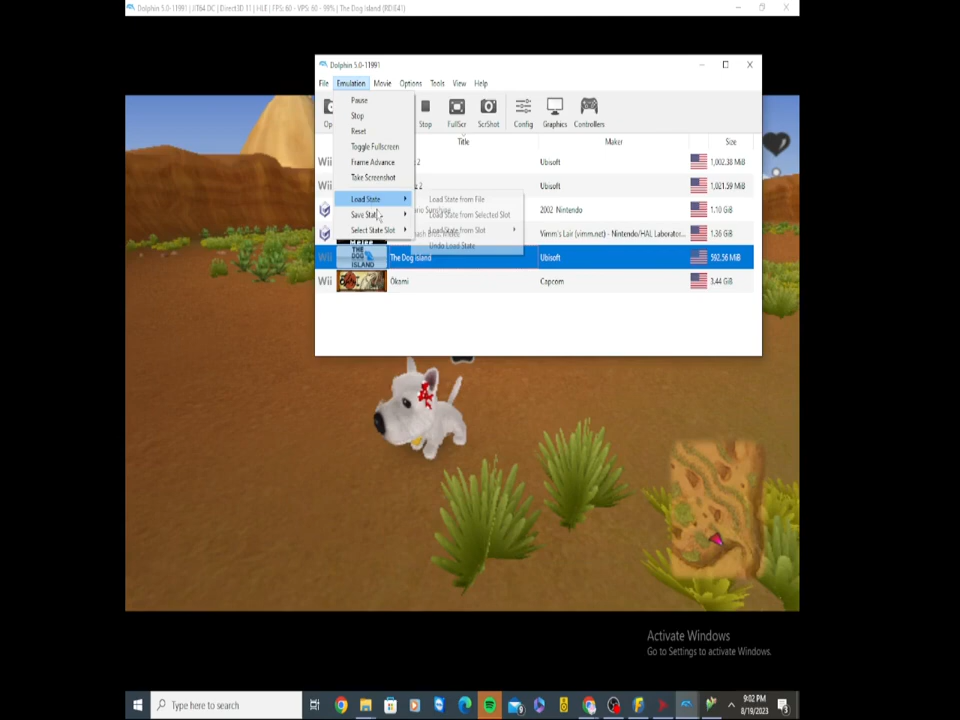 Dolphin 5.0-11991 | JIT64 DC | Direct3D 11 | HLE | FPS: 60 - VPS: 60 - 99% | The Dog Island
Dolphin 5.0-11991
File Emulation Movie Options Tools View Help
Pause
Stop
Reset
Toggle Fullscreen
Frame Advance
Take Screenshot
Load State
Save State
Select State Slot
Load State from File
Load State from Selected Slot
Load State from Slot
Undo Load State
Stop FullScr ScrShot Config Graphics Controllers
Title Maker Size
Wii 2 Ubisoft 1,002.38 MiB
Wii 2 Ubisoft 1,021.59 MiB
2002 Nintendo 1.10 GiB
Vimm's Lair (vimm.net) - Nintendo/HAL Laborator... 1.36 GiB
Wii THE DOG ISLAND The Dog Island Ubisoft 592.56 MiB
Wii Okami Capcom 3.44 GiB
Activate Windows
Go to Settings to activate Windows.
Type here to search
9:02 PM
8/19/2023